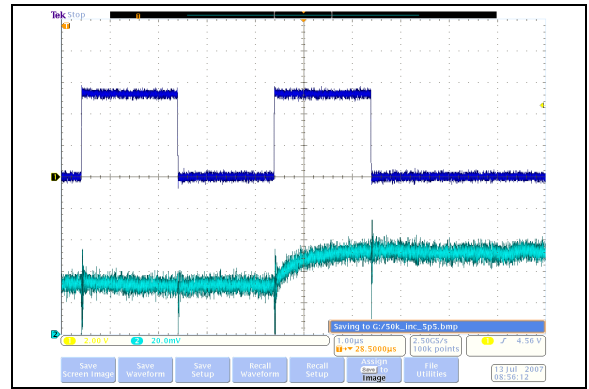 Tek Stop
T
1
2
Saving to G:/50k_inc_5p5.bmp
1 2.00 V 2 20.0mV
1.00µs
28.5000µs
2.50GS/s
100k points
1 4.56 V
Save Screen Image
Save Waveform
Save Setup
Recall Waveform
Recall Setup
Assign Save to Image
File Utilities
13 Jul 2007
08:56:12